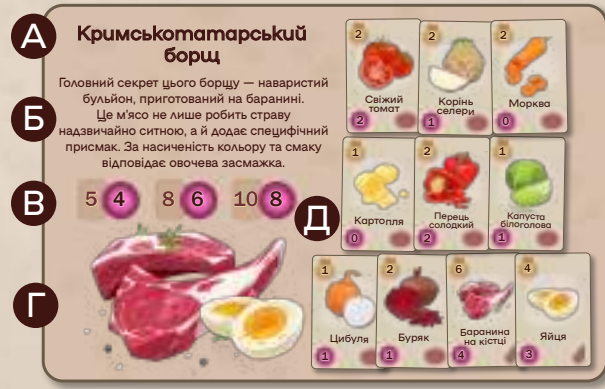 А
Кримськотатарський
борщ
Головний секрет цього борщу — наваристий
бульйон, приготований на баранині.
Б
Це м'ясо не лише робить страву
надзвичайно ситною, а й додає специфічний
присмак. За насиченість кольору та смаку
відповідає овочева засмажка.
В
5 4 8 6 10 8
Г
Д
2 2 2
Свіжий
томат
Корінь
селери
Морква
2 1 0
1 2 1
Картопля
Перець
солодкий
Капуста
білоголова
0 2 1
1 2 6 4
Цибуля
Буряк
Баранина
на кістці
Яйця
1 1 4 3